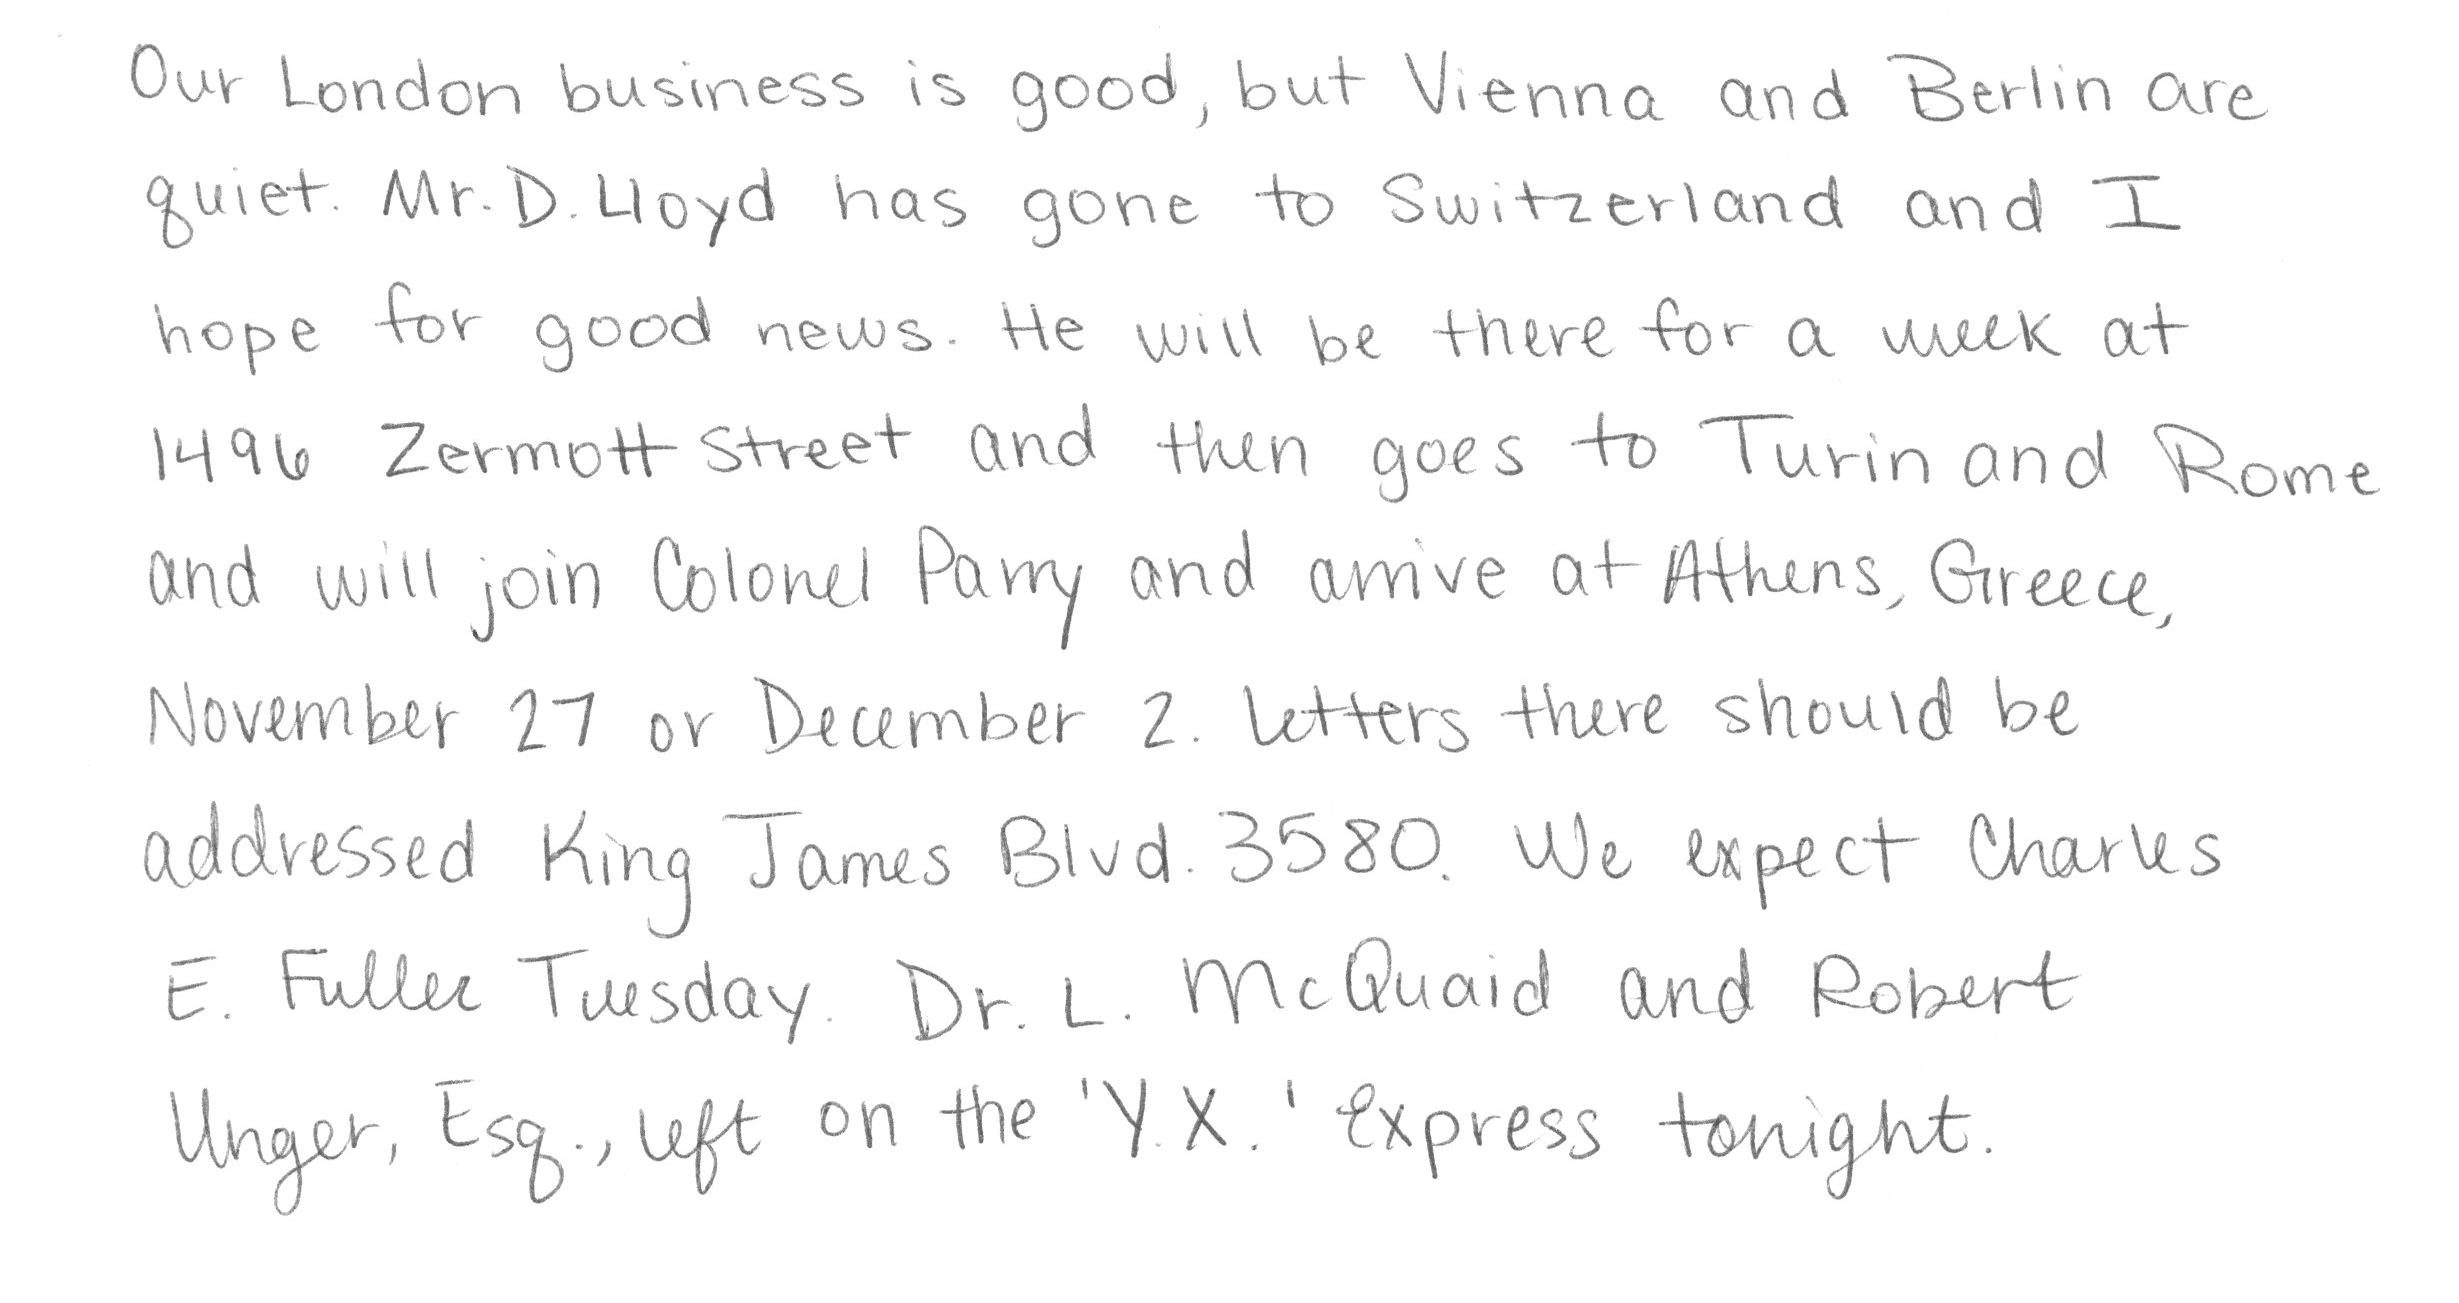 Our London business is good, but Vienna and Berlin are
quiet. Mr. D. Lloyd has gone to Switzerland and I
hope for good news. He will be there for a week at
1496 Zermott Street and then goes to Turin and Rome
and will join Colonel Parry and arrive at Athens, Greece,
November 27 or December 2. Letters there should be
addressed King James Blvd. 3580. We expect Charles
E. Fuller Tuesday. Dr. L. McQuaid and Robert
Unger, Esq., left on the 'Y.X.' Express tonight.